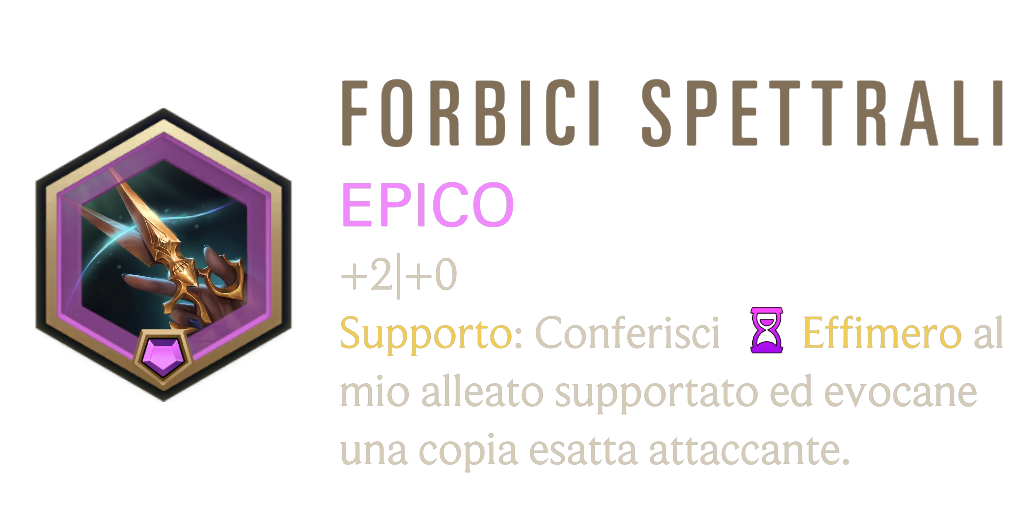 FORBICI SPETTRALI
EPICO
+2|+0
Supporto: Conferisci Effimero al
mio alleato supportato ed evocane
una copia esatta attaccante.